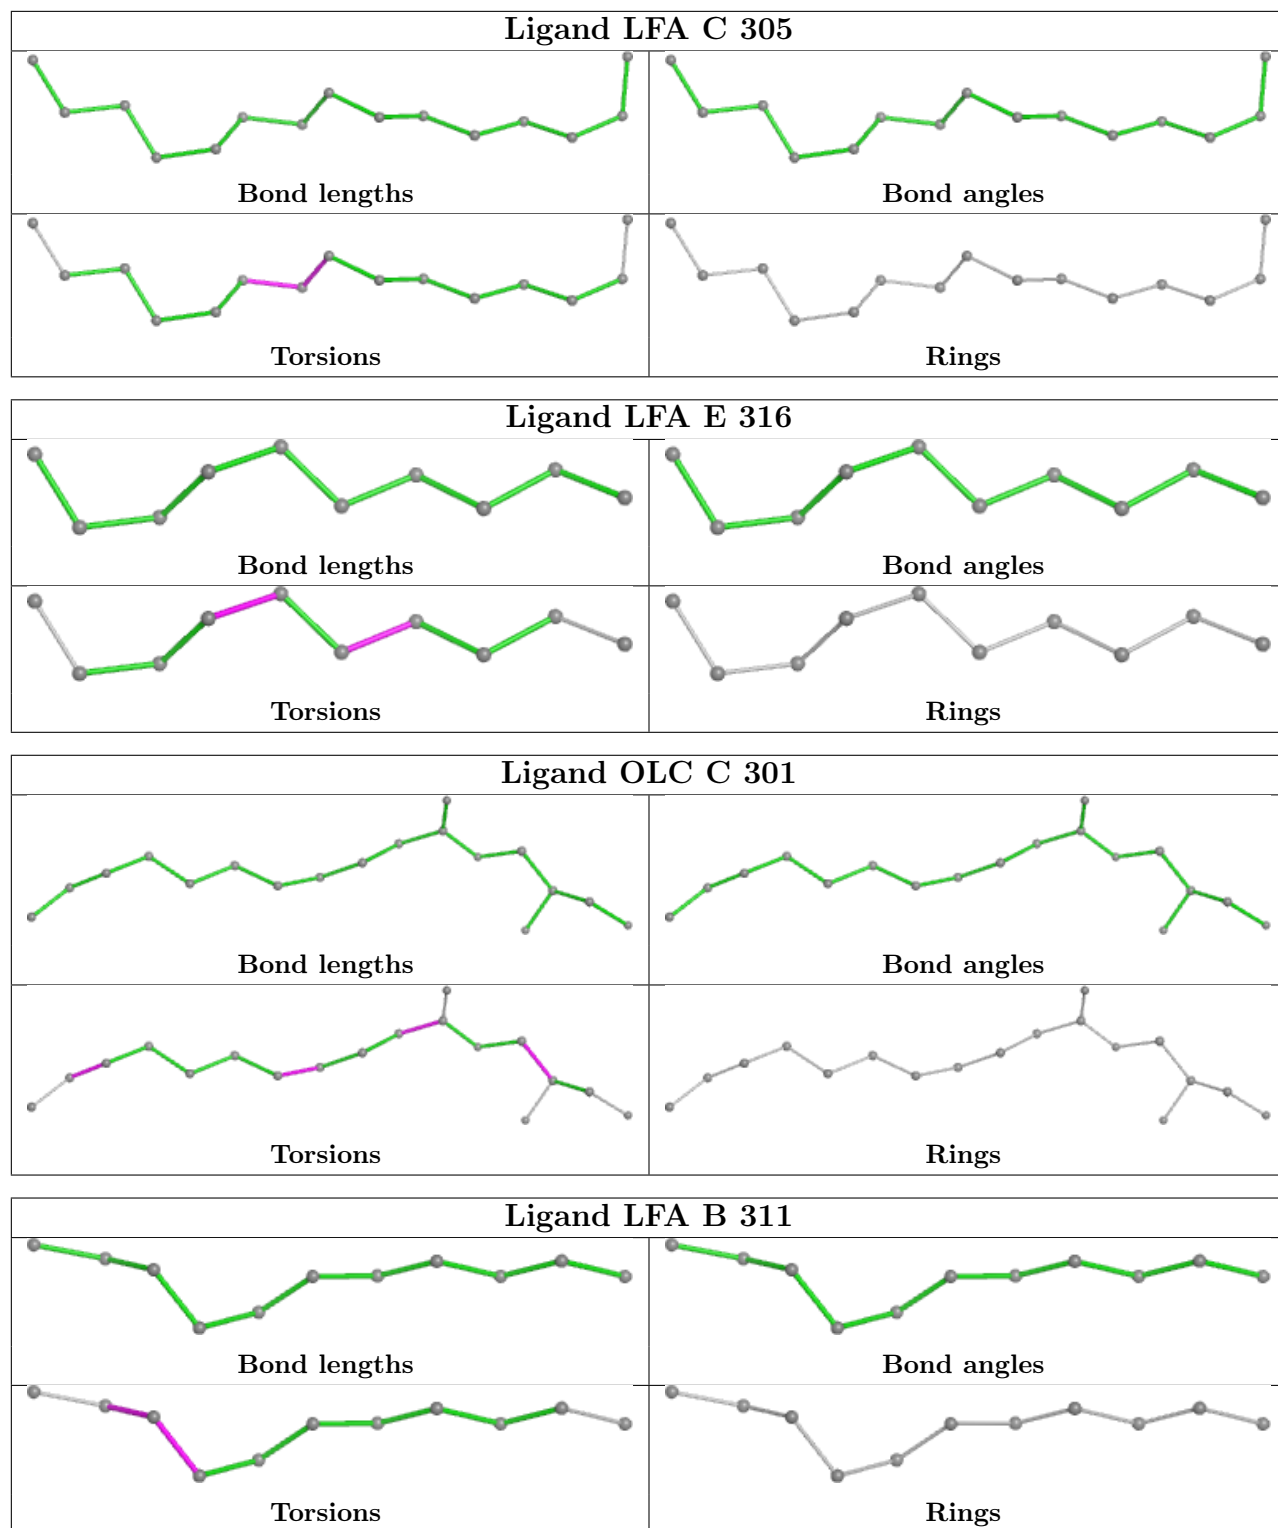 Ligand LFA C 305
Bond lengths Bond angles
Torsions Rings
Ligand LFA E 316
Bond lengths Bond angles
Torsions Rings
Ligand OLC C 301
Bond lengths Bond angles
Torsions Rings
Ligand LFA B 311
Bond lengths Bond angles
Torsions Rings